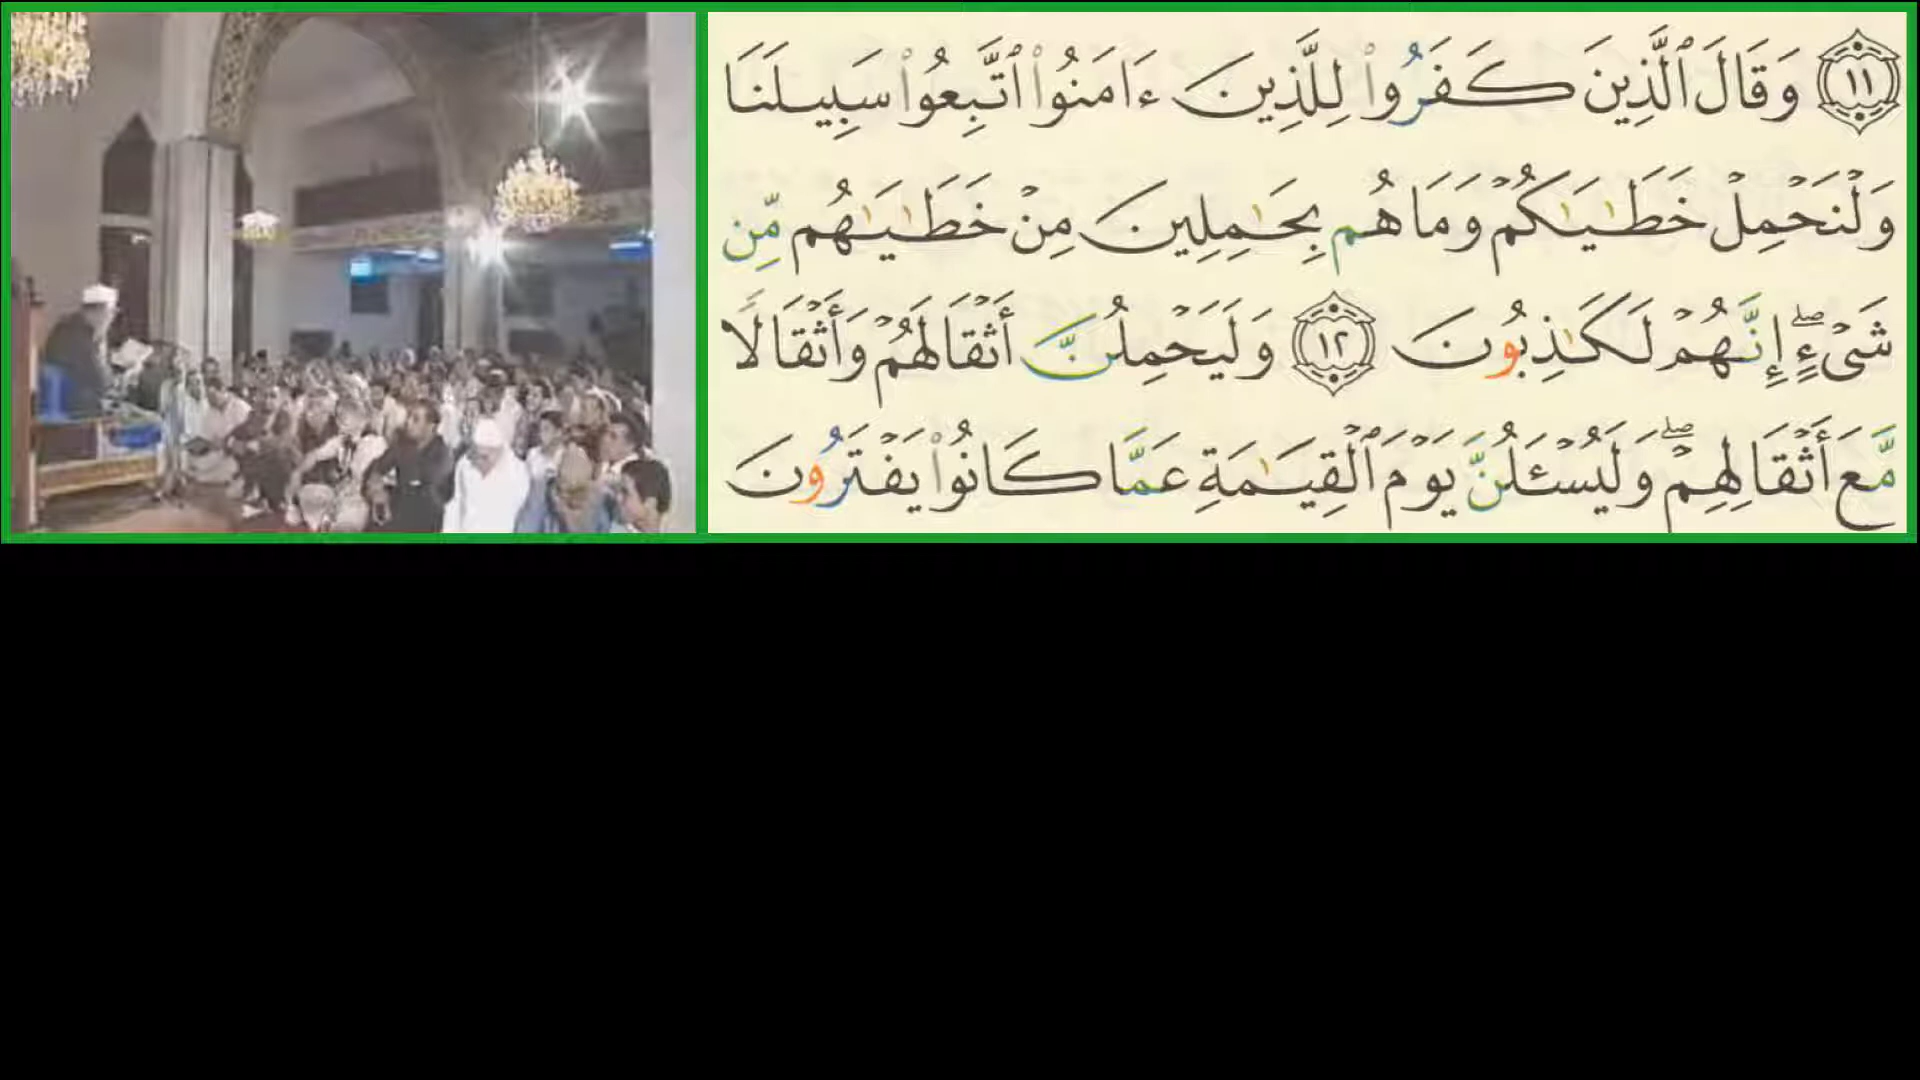 ١١ وَقَالَ ٱلَّذِينَ كَفَرُوا۟ لِلَّذِينَ ءَامَنُوا۟ ٱتَّبِعُوا۟ سَبِيلَنَا
وَلْنَحْمِلْ خَطَٰيَٰكُمْ وَمَا هُم بِحَٰمِلِينَ مِنْ خَطَٰيَٰهُم مِّن
شَىْءٍ ۖ إِنَّهُمْ لَكَٰذِبُونَ ١٢ وَلَيَحْمِلُنَّ أَثْقَالَهُمْ وَأَثْقَالًا
مَّعَ أَثْقَالِهِمْ ۖ وَلَيُسْـَٔلُنَّ يَوْمَ ٱلْقِيَٰمَةِ عَمَّا كَانُوا۟ يَفْتَرُونَ